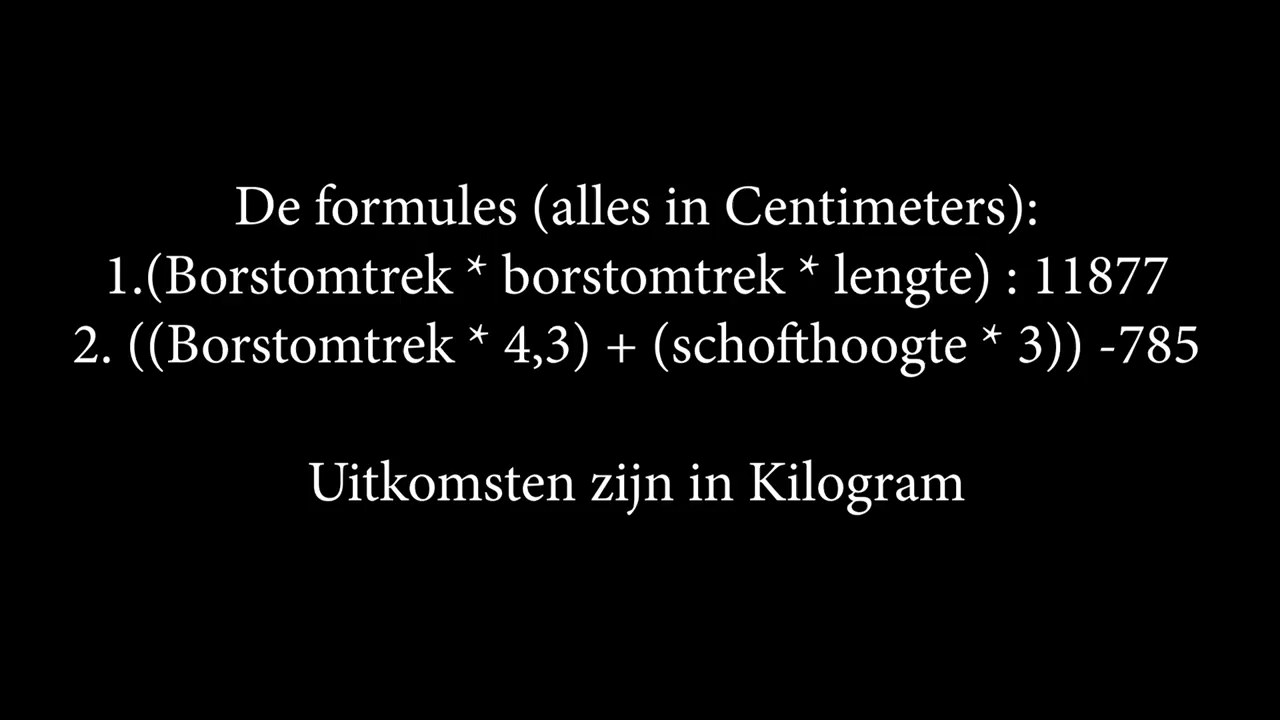 De formules (alles in Centimeters):
1.(Borstomtrek * borstomtrek * lengte) : 11877
2. ((Borstomtrek * 4,3) + (schofthoogte * 3)) -785
Uitkomsten zijn in Kilogram